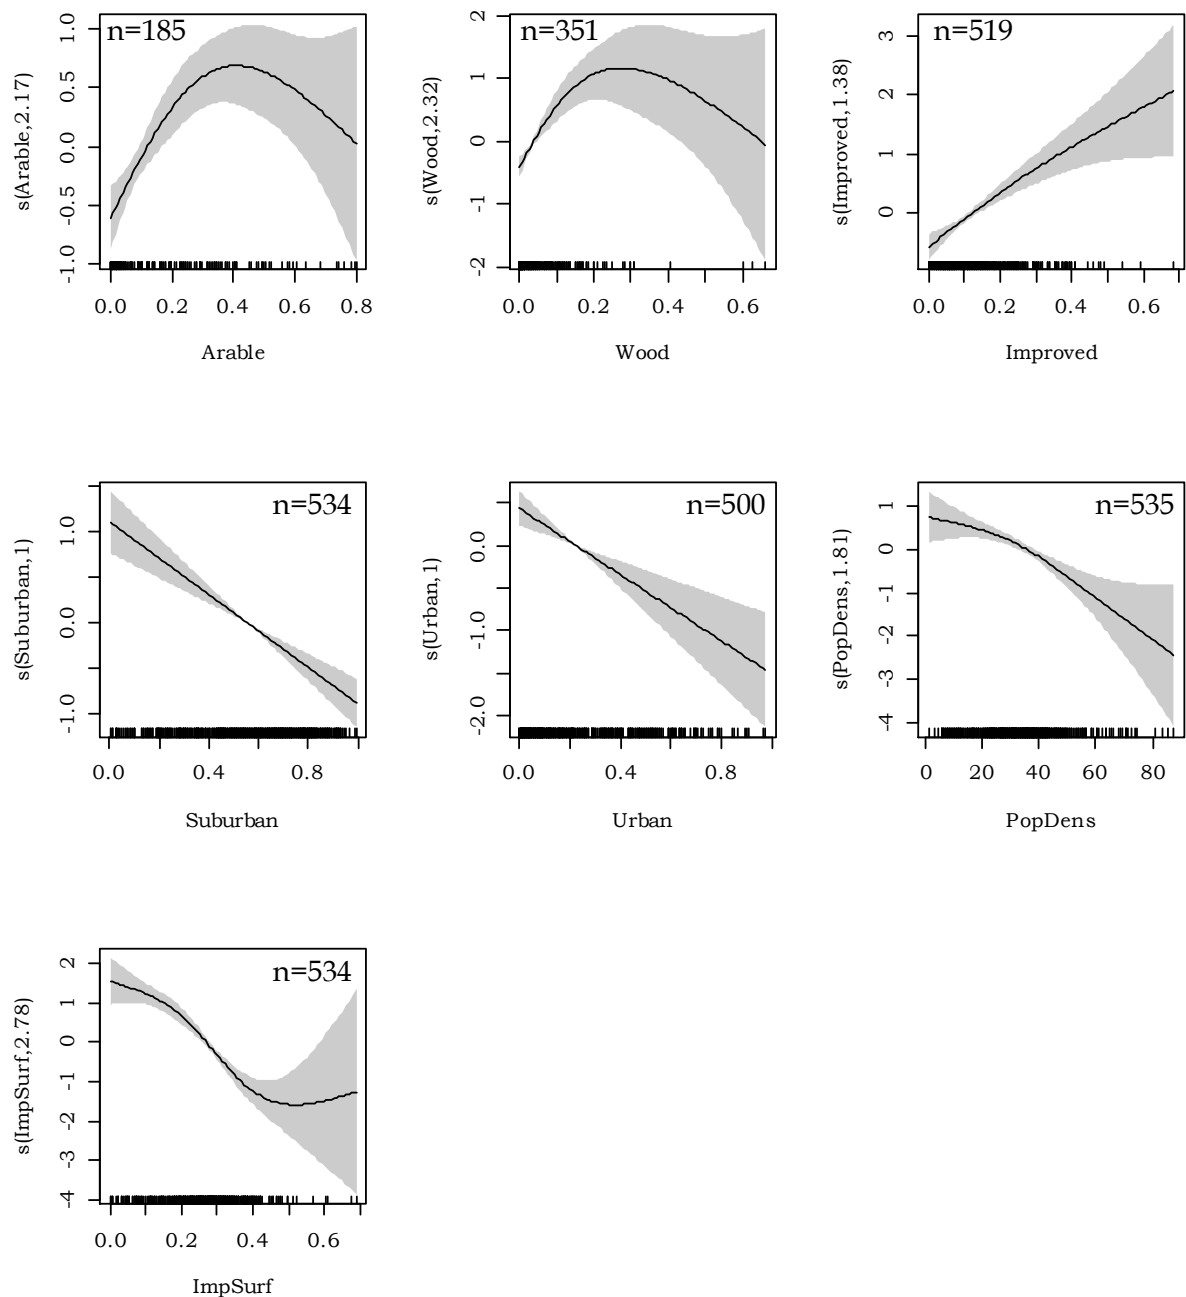 n=185
s(Arable,2.17)
1.0
0.5
0.0
-0.5
-1.0
0.0 0.2 0.4 0.6 0.8
Arable
n=351
s(Wood,2.32)
2
1
0
-1
-2
0.0 0.2 0.4 0.6
Wood
n=519
s(Improved,1.38)
3
2
1
0
0.0 0.2 0.4 0.6
Improved
n=534
s(Suburban,1)
1.0
0.0
-1.0
0.0 0.4 0.8
Suburban
n=500
s(Urban,1)
0.0
-1.0
-2.0
0.0 0.4 0.8
Urban
n=535
s(PopDens,1.81)
1
0
-1
-2
-3
-4
0 20 40 60 80
PopDens
n=534
s(ImpSurf,2.78)
2
1
0
-1
-2
-3
-4
0.0 0.2 0.4 0.6
ImpSurf